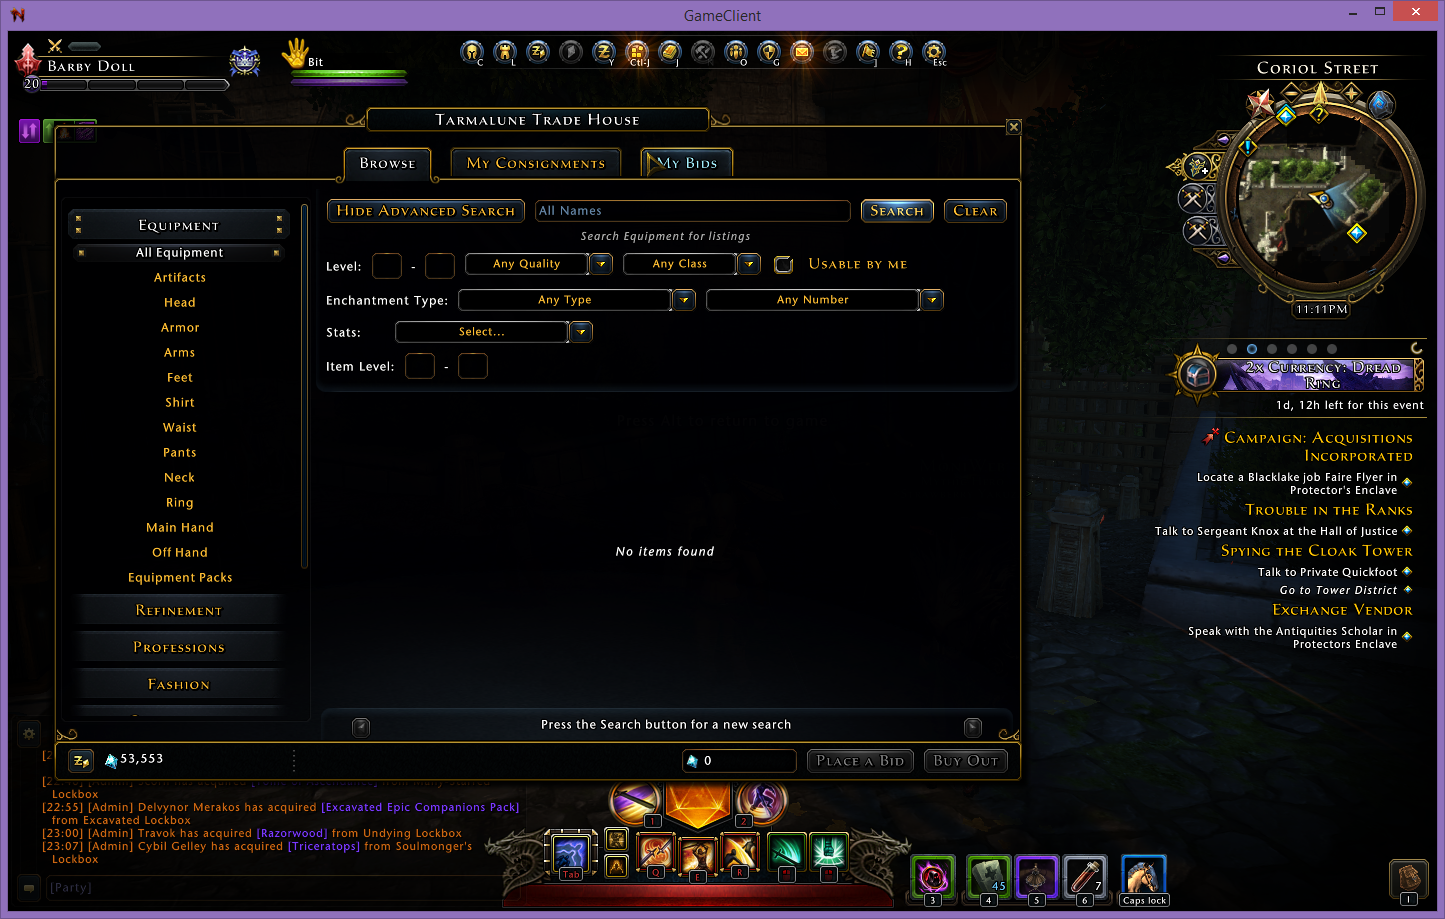 GameClient
Barby Doll
20
Bit
C
L
Y
Ctl-J
J
O
G
]
H
Esc
Coriol Street
11:11PM
Tarmalune Trade House
Browse
My Consignments
My Bids
Equipment
All Equipment
Artifacts
Head
Armor
Arms
Feet
Shirt
Waist
Pants
Neck
Ring
Main Hand
Off Hand
Equipment Packs
Refinement
Professions
Fashion
Hide Advanced Search
All Names
Search
Clear
Search Equipment for listings
Level: - Any Quality Any Class Usable by me
Enchantment Type: Any Type Any Number
Stats: Select...
Item Level: -
No items found
Press the Search button for a new search
53,553
0
Place a Bid
Buy Out
2x Currency: Dread
Ring
1d, 12h left for this event
Campaign: Acquisitions
Incorporated
Locate a Blacklake job Faire Flyer in
Protector's Enclave
Trouble in the Ranks
Talk to Sergeant Knox at the Hall of Justice
Spying the Cloak Tower
Talk to Private Quickfoot
Go to Tower District
Exchange Vendor
Speak with the Antiquities Scholar in
Protectors Enclave
Lockbox
[22:55] [Admin] Delvynor Merakos has acquired [Excavated Epic Companions Pack]
from Excavated Lockbox
[23:00] [Admin] Travok has acquired [Razorwood] from Undying Lockbox
[23:07] [Admin] Cybil Gelley has acquired [Triceratops] from Soulmonger's
Lockbox
[Party]
1
2
Tab
Q
E
R
3
45
4
5
7
6
Caps lock
I